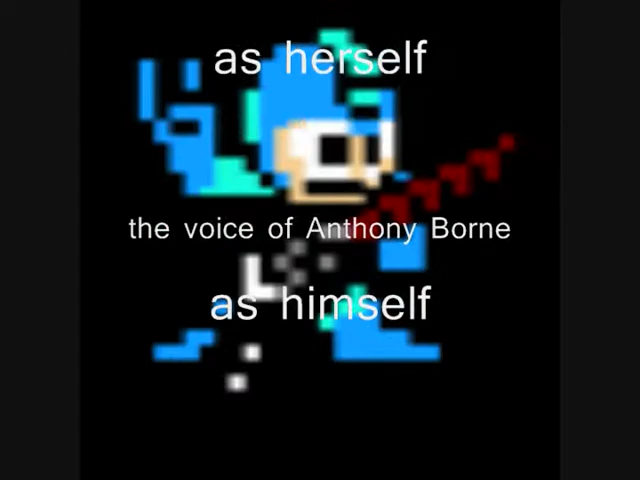 as herself
the voice of Anthony Borne
as himself